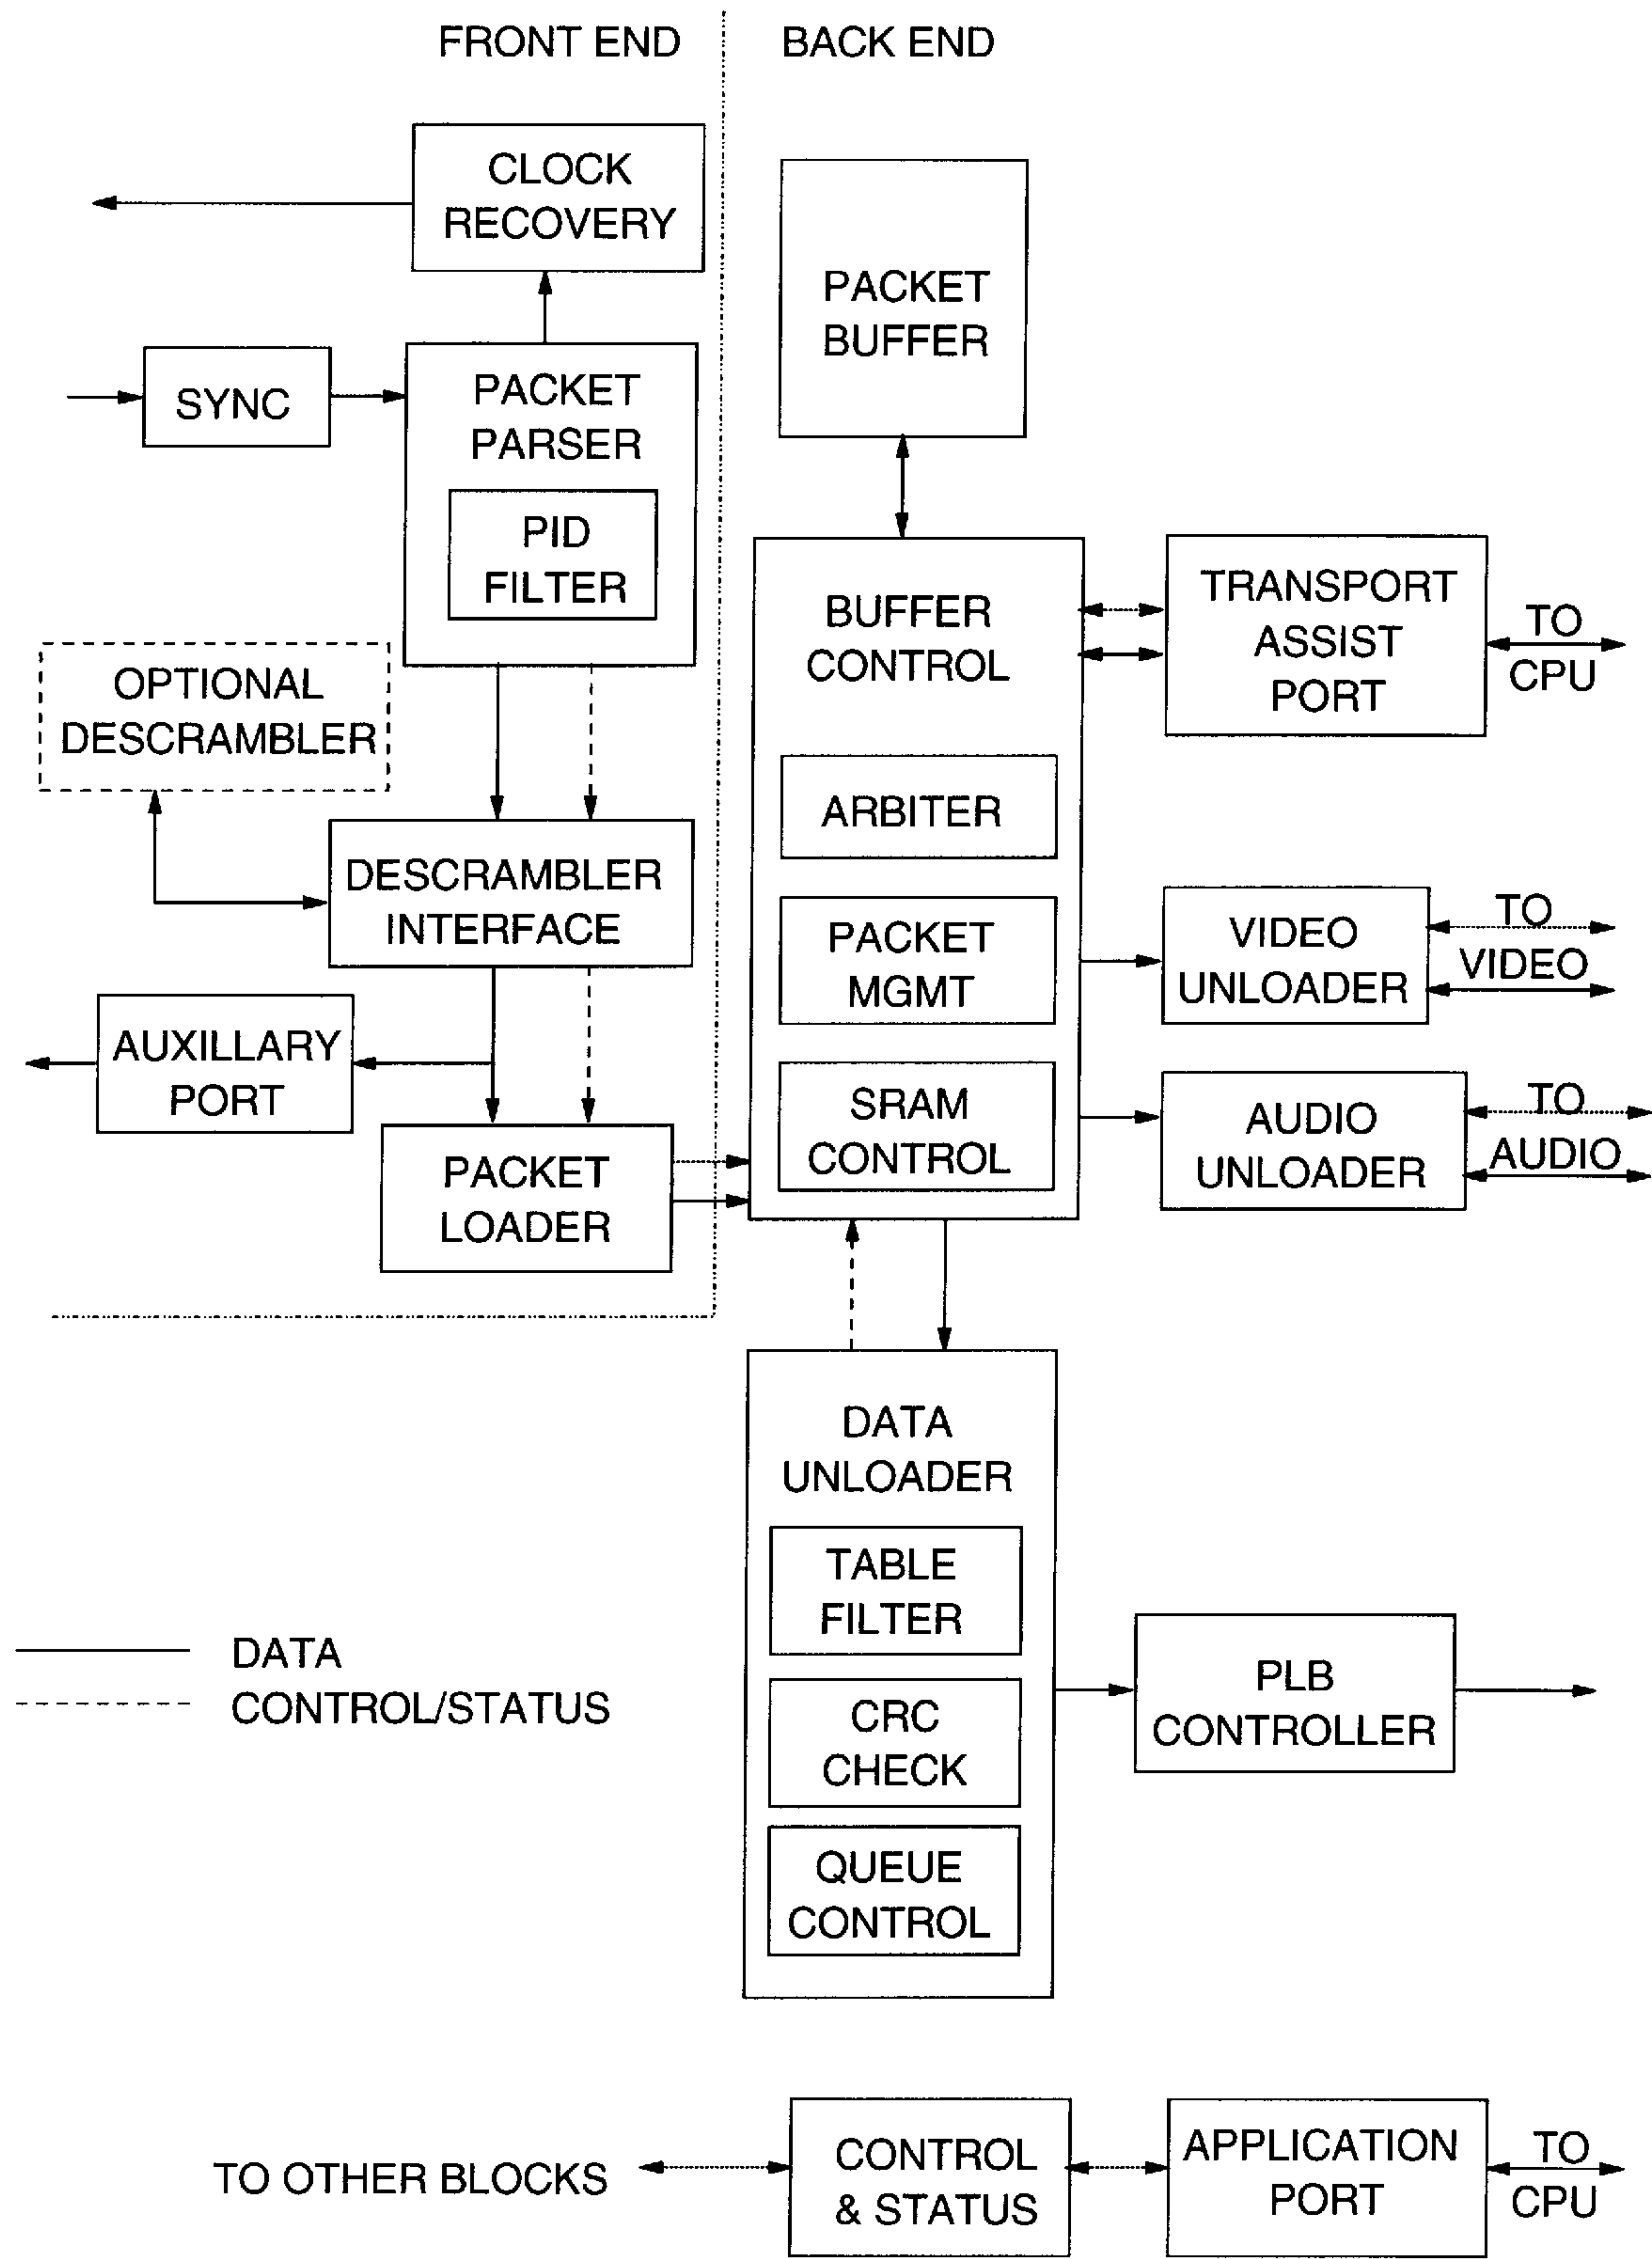 FRONT END
BACK END
CLOCK
RECOVERY
PACKET
BUFFER
SYNC
PACKET
PARSER
PID
FILTER
OPTIONAL
DESCRAMBLER
DESCRAMBLER
INTERFACE
AUXILLARY
PORT
PACKET
LOADER
BUFFER
CONTROL
ARBITER
PACKET
MGMT
SRAM
CONTROL
TRANSPORT
ASSIST
PORT
TO
CPU
VIDEO
UNLOADER
TO
VIDEO
AUDIO
UNLOADER
TO
AUDIO
DATA
UNLOADER
TABLE
FILTER
CRC
CHECK
QUEUE
CONTROL
PLB
CONTROLLER
DATA
CONTROL/STATUS
TO OTHER BLOCKS
CONTROL
& STATUS
APPLICATION
PORT
TO
CPU